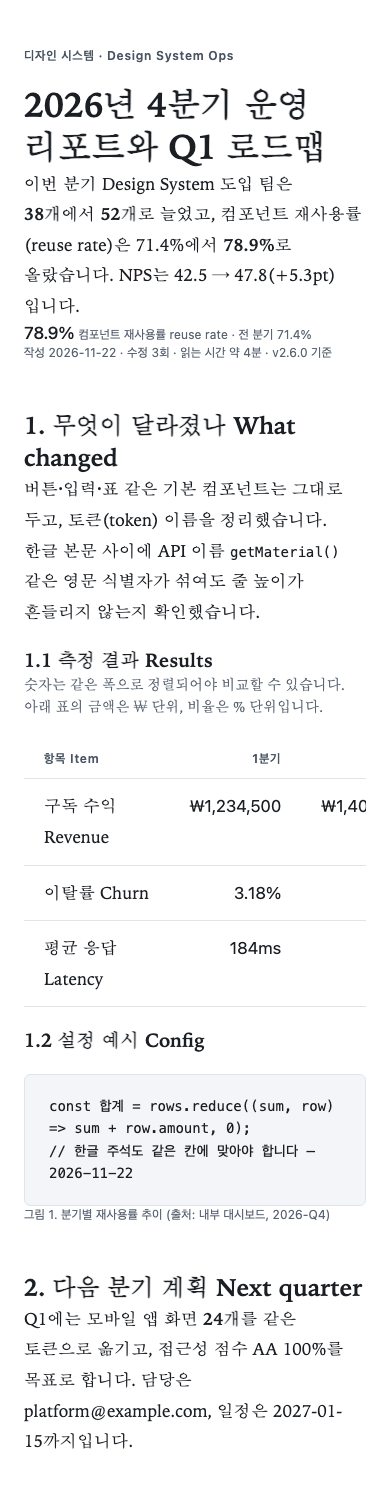 디자인 시스템 · Design System Ops
2026년 4분기 운영
리포트와 Q1 로드맵
이번 분기 Design System 도입 팀은
38개에서 52개로 늘었고, 컴포넌트 재사용률
(reuse rate)은 71.4%에서 78.9%로
올랐습니다. NPS는 42.5 → 47.8(+5.3pt)
입니다.
78.9% 컴포넌트 재사용률 reuse rate · 전 분기 71.4%
작성 2026-11-22 · 수정 3회 · 읽는 시간 약 4분 · v2.6.0 기준
1. 무엇이 달라졌나 What
changed
버튼·입력·표 같은 기본 컴포넌트는 그대로
두고, 토큰(token) 이름을 정리했습니다.
한글 본문 사이에 API 이름 getMaterial()
같은 영문 식별자가 섞여도 줄 높이가
흔들리지 않는지 확인했습니다.
1.1 측정 결과 Results
숫자는 같은 폭으로 정렬되어야 비교할 수 있습니다.
아래 표의 금액은 ₩ 단위, 비율은 % 단위입니다.
항목 Item 1분기
구독 수익 ₩1,234,500 ₩1,40
Revenue
이탈률 Churn 3.18%
평균 응답 184ms
Latency
1.2 설정 예시 Config
const 합계 = rows.reduce((sum, row)
=> sum + row.amount, 0);
// 한글 주석도 같은 칸에 맞아야 합니다 —
2026-11-22
그림 1. 분기별 재사용률 추이 (출처: 내부 대시보드, 2026-Q4)
2. 다음 분기 계획 Next quarter
Q1에는 모바일 앱 화면 24개를 같은
토큰으로 옮기고, 접근성 점수 AA 100%를
목표로 합니다. 담당은
platform@example.com, 일정은 2027-01-
15까지입니다.